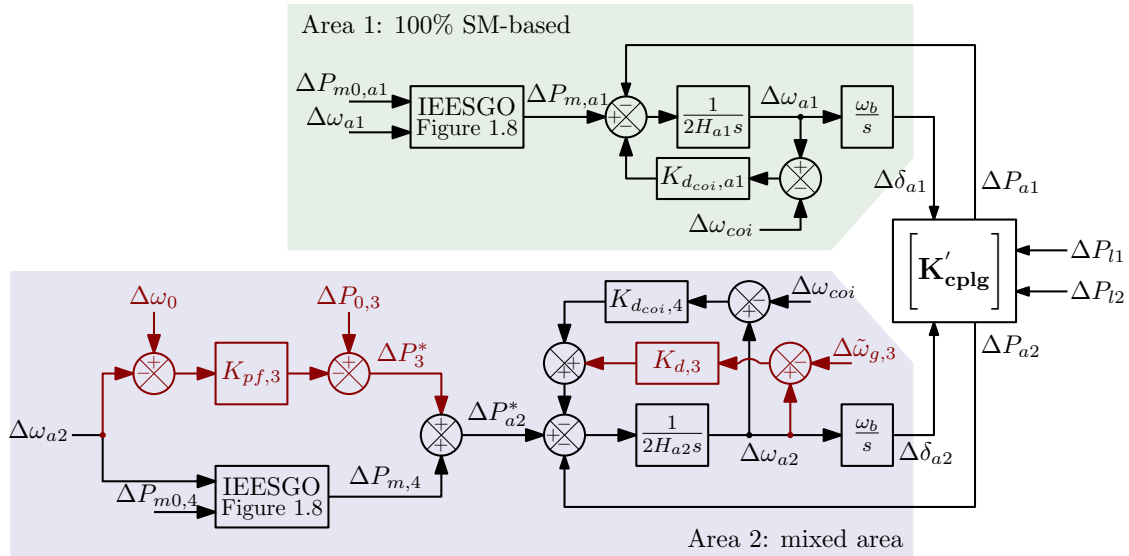 Area 1: 100% SM-based
ΔP_{m0,a1}
Δω_{a1}
IEESGO
Figure 1.8
ΔP_{m,a1}
+ − −
1
2H_{a1}s
Δω_{a1}
ω_b
s
K_{d_{coi},a1}
+ −
Δω_{coi}
Δδ_{a1}
ΔP_{a1}
[K'_{cplg}]
ΔP_{l1}
ΔP_{l2}
ΔP_{a2}
Δω_0
+ −
ΔP_{0,3}
+ −
K_{pf,3}
ΔP_3^*
Δω_{a2}
ΔP_{m0,4}
IEESGO
Figure 1.8
ΔP_{m,4}
+ +
ΔP_{a2}^*
+ − −
K_{d_{coi},4}
− +
Δω_{coi}
+ +
K_{d,3}
− +
Δω̃_{g,3}
1
2H_{a2}s
Δω_{a2}
ω_b
s
Δδ_{a2}
Area 2: mixed area